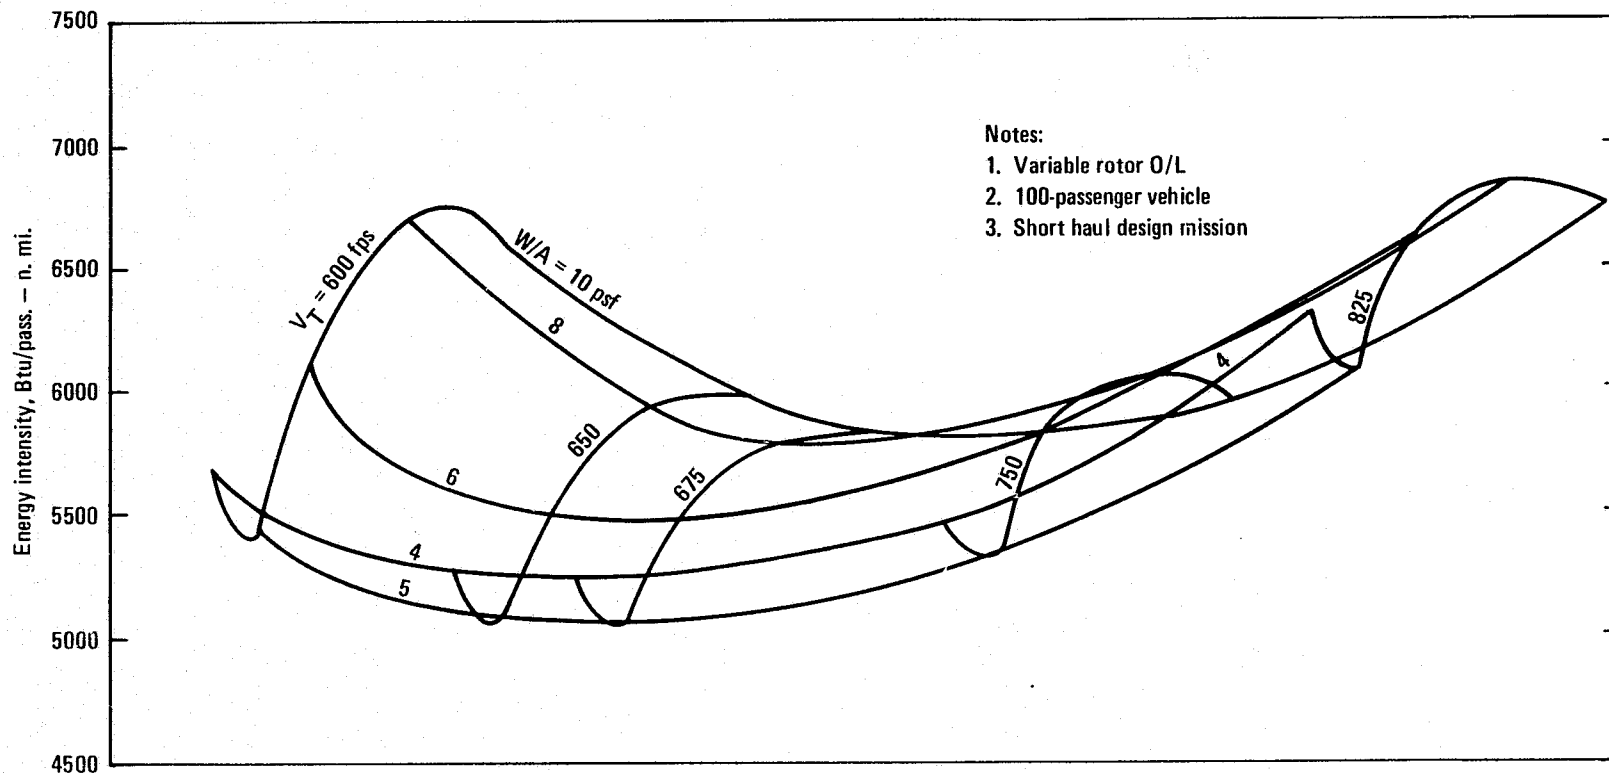 7500
7000
6500
6000
5500
5000
4500
Energy intensity, Btu/pass. — n. mi.
Notes:
1. Variable rotor O/L
2. 100-passenger vehicle
3. Short haul design mission
V_T = 600 fps
W/A = 10 psf
8
6
4
5
650
675
750
4
825